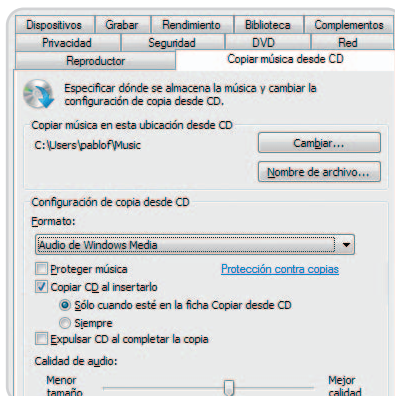 Dispositivos Grabar Rendimiento Biblioteca Complementos
Privacidad Seguridad DVD Red
Reproductor Copiar música desde CD
Especificar dónde se almacena la música y cambiar la
configuración de copia desde CD.
Copiar música en esta ubicación desde CD
C:\Users\pablof\Music Cambiar...
Nombre de archivo...
Configuración de copia desde CD
Formato:
Audio de Windows Media
Proteger música Protección contra copias
Copiar CD al insertarlo
Sólo cuando esté en la ficha Copiar desde CD
Siempre
Expulsar CD al completar la copia
Calidad de audio:
Menor Mejor
tamaño calidad